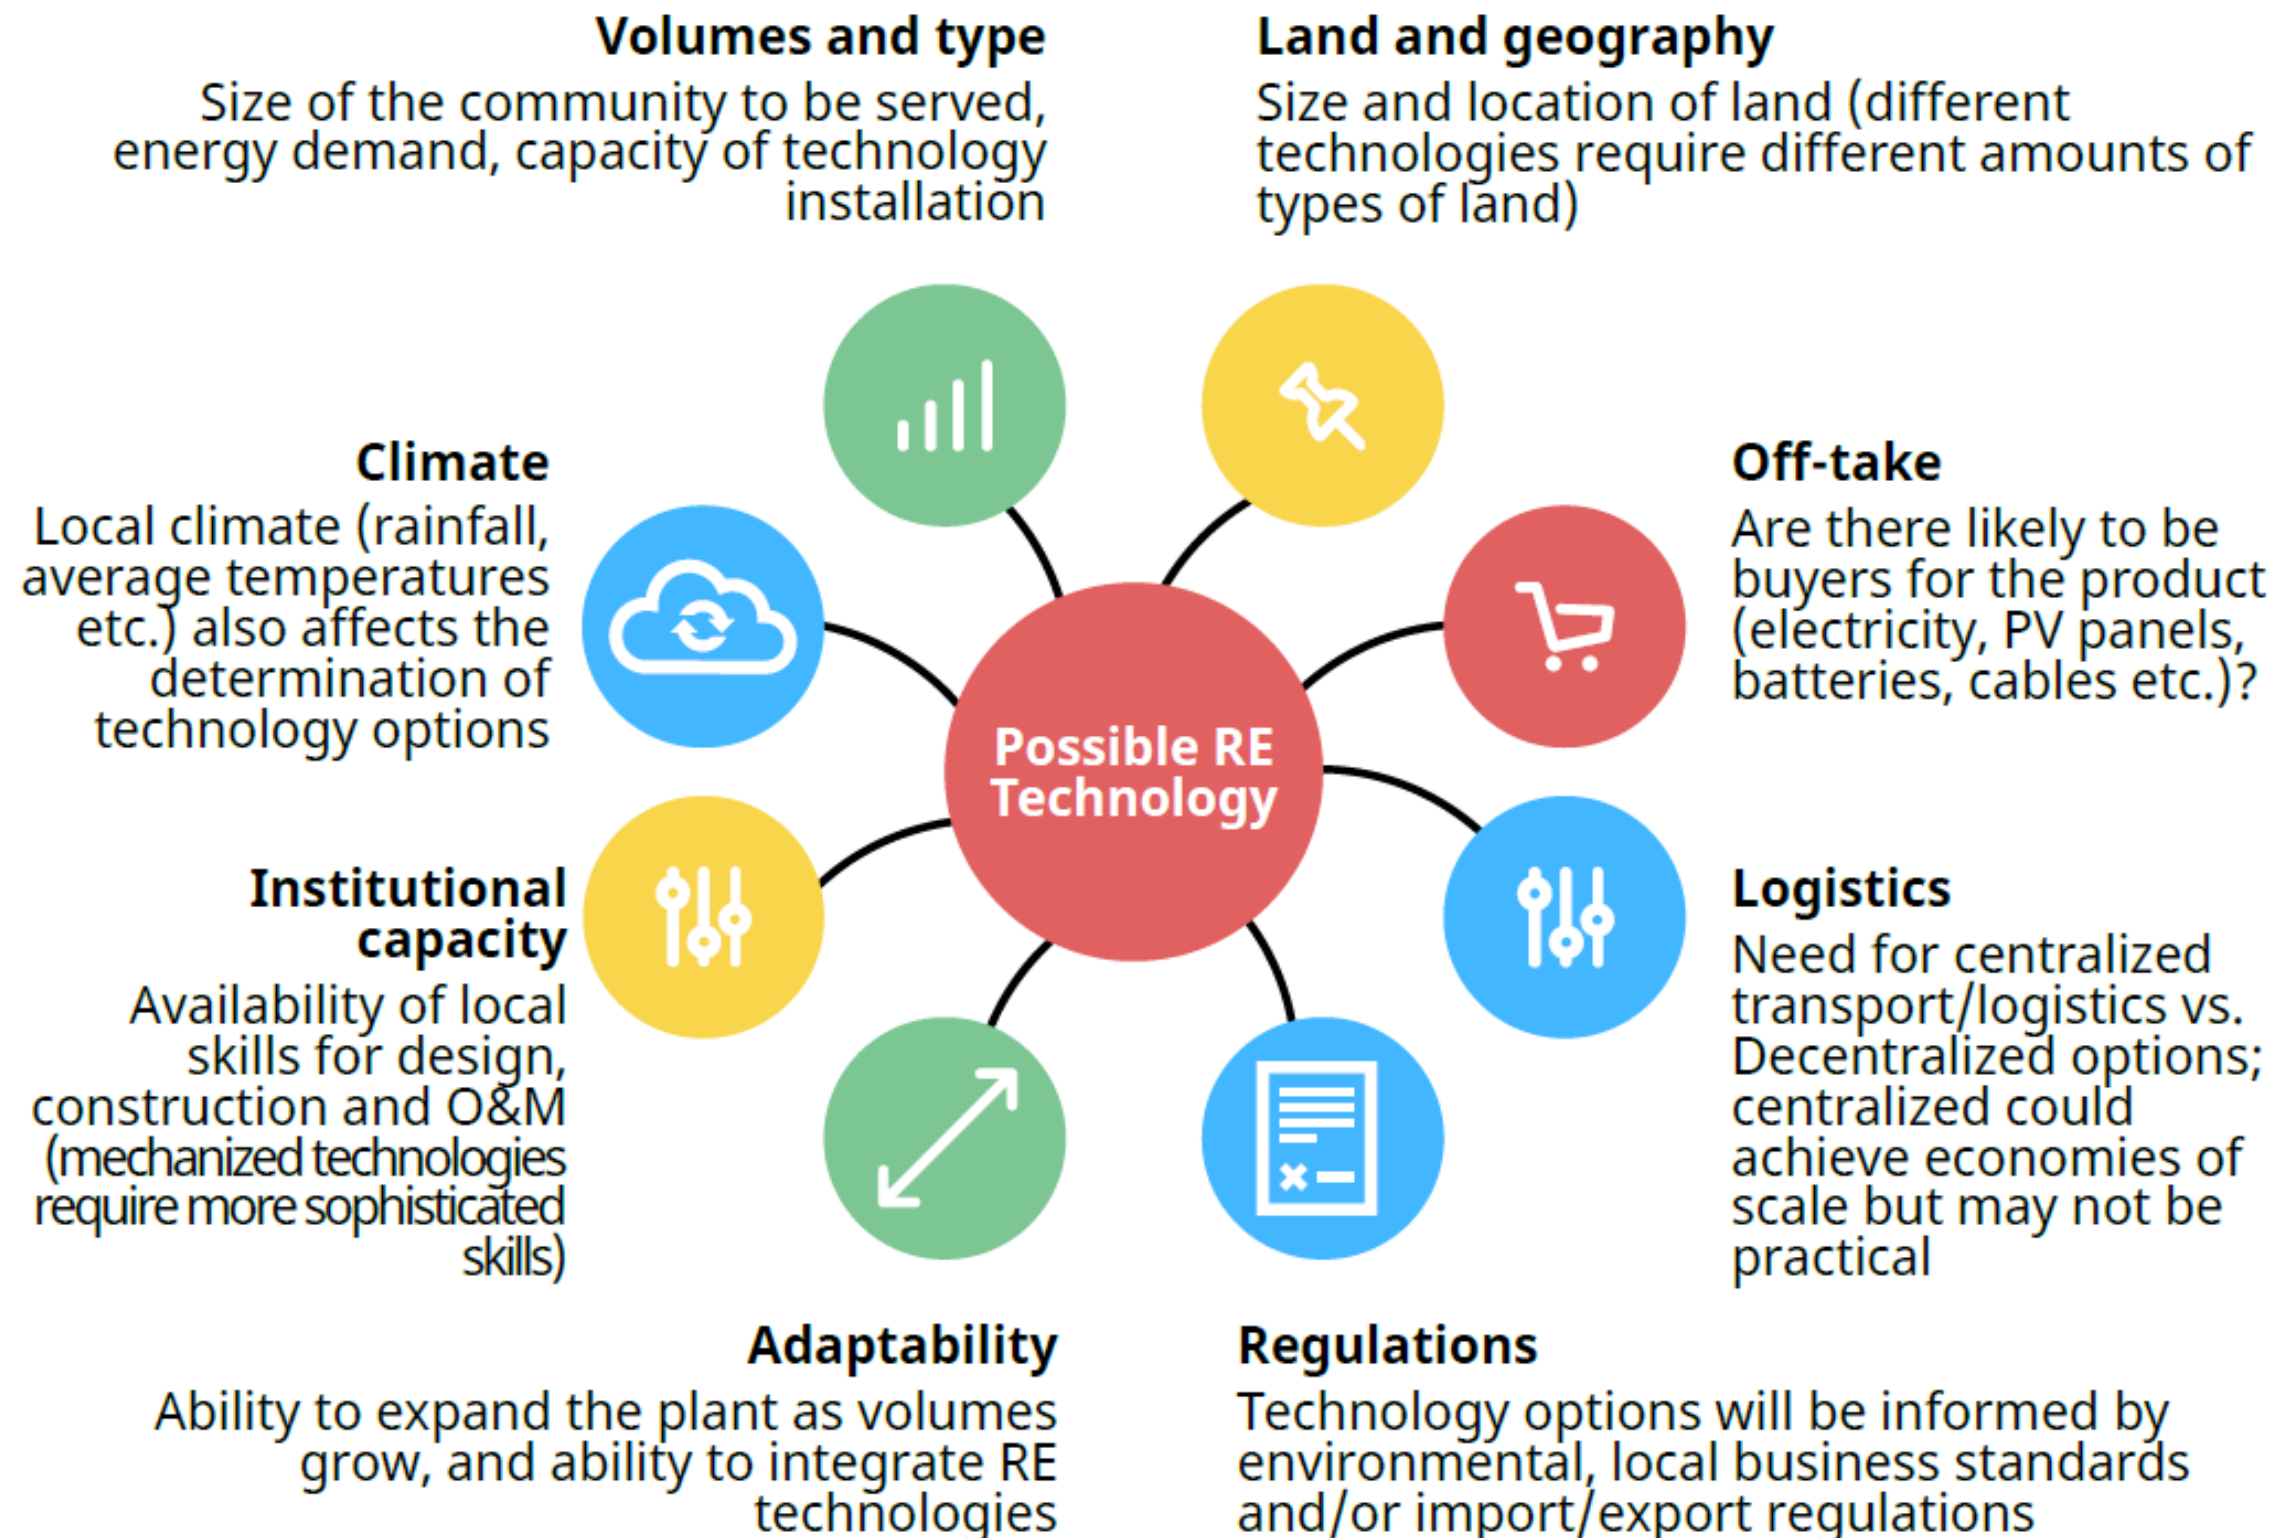 Volumes and type
Size of the community to be served,
energy demand, capacity of technology
installation
Land and geography
Size and location of land (different
technologies require different amounts of
types of land)
Climate
Local climate (rainfall,
average temperatures
etc.) also affects the
determination of
technology options
Off-take
Are there likely to be
buyers for the product
(electricity, PV panels,
batteries, cables etc.)?
Possible RE
Technology
Institutional
capacity
Availability of local
skills for design,
construction and O&M
(mechanized technologies
require more sophisticated
skills)
Logistics
Need for centralized
transport/logistics vs.
Decentralized options;
centralized could
achieve economies of
scale but may not be
practical
Adaptability
Ability to expand the plant as volumes
grow, and ability to integrate RE
technologies
Regulations
Technology options will be informed by
environmental, local business standards
and/or import/export regulations